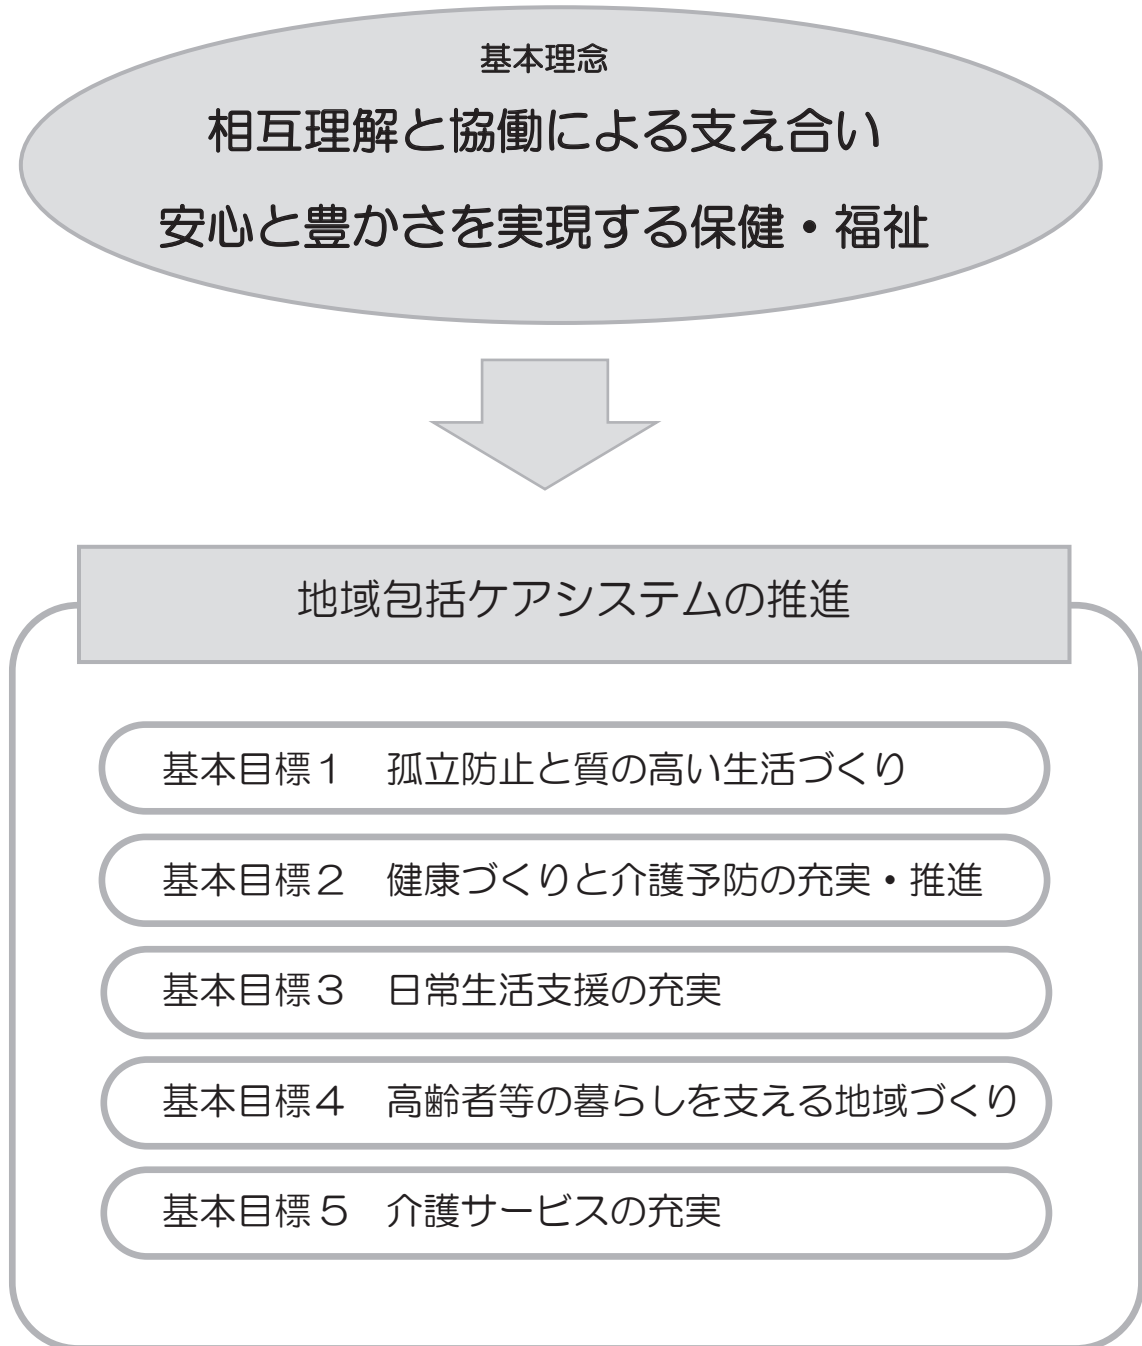 基本理念
相互理解と協働による支え合い
安心と豊かさを実現する保健・福祉
地域包括ケアシステムの推進
基本目標１　孤立防止と質の高い生活づくり
基本目標２　健康づくりと介護予防の充実・推進
基本目標３　日常生活支援の充実
基本目標４　高齢者等の暮らしを支える地域づくり
基本目標５　介護サービスの充実